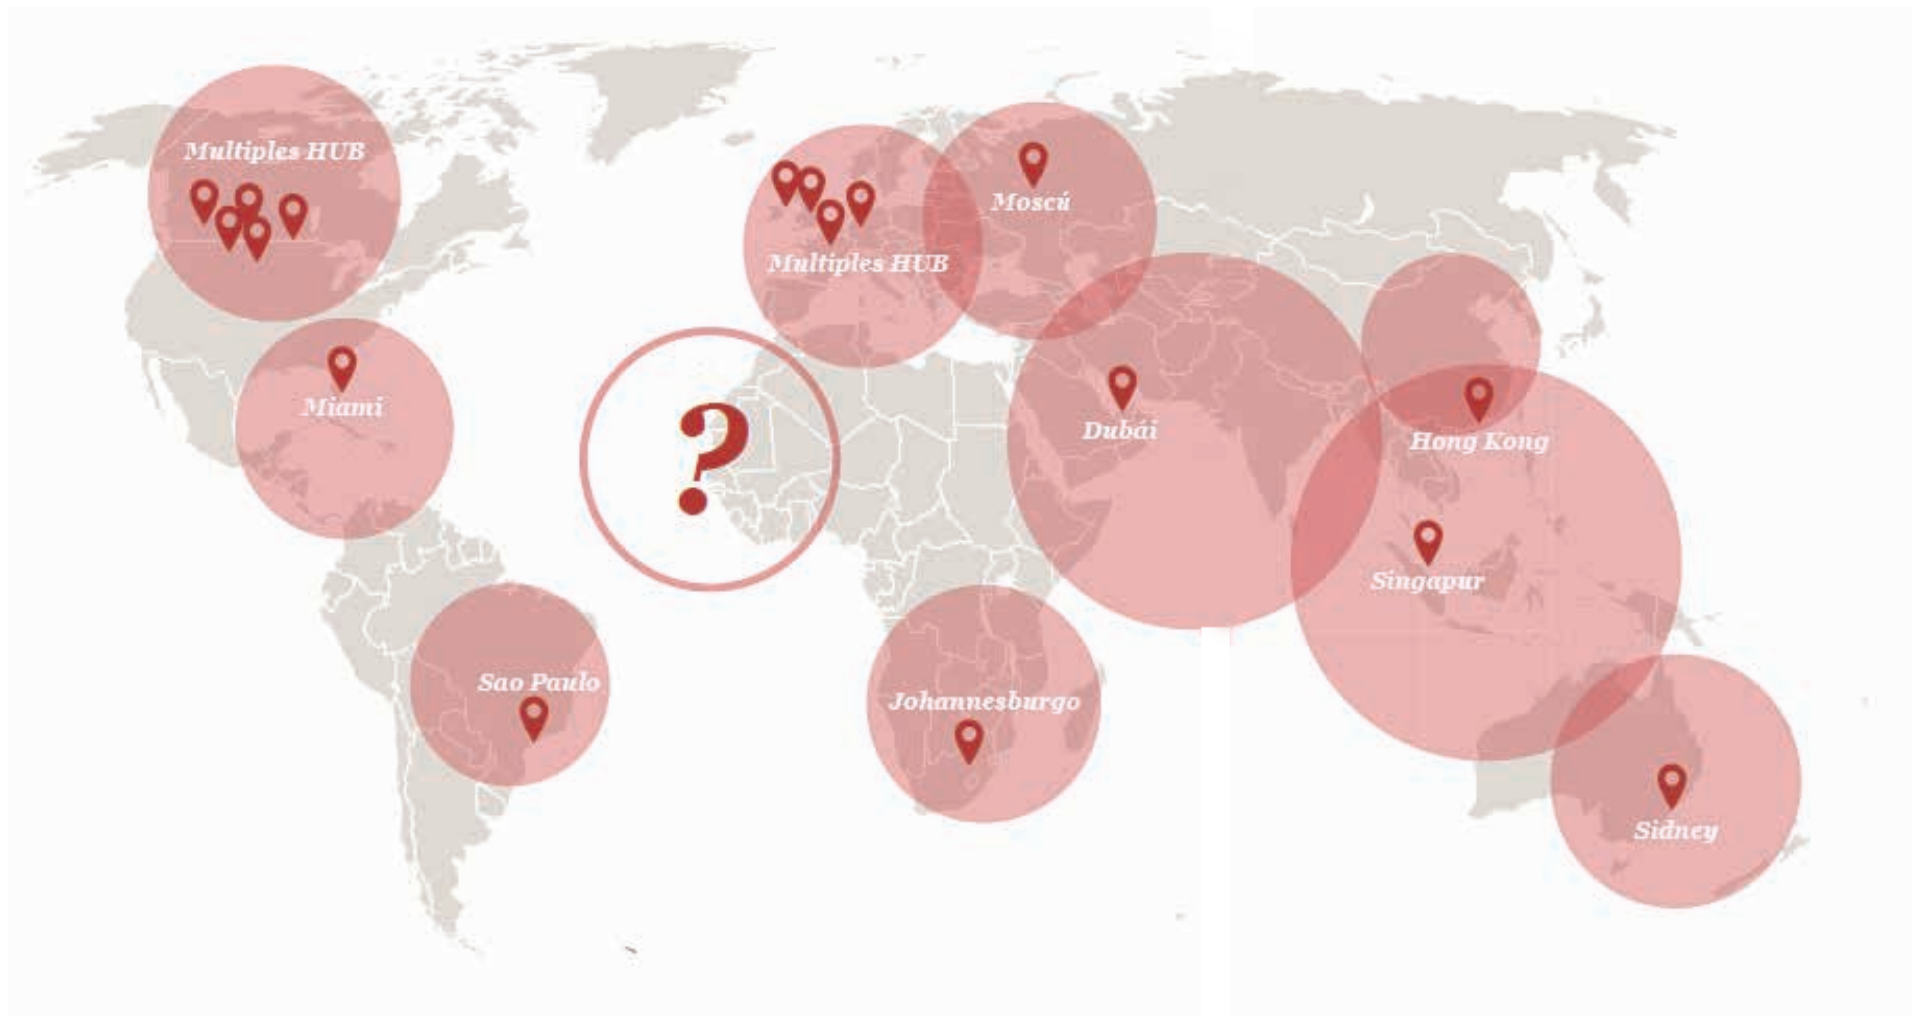 Multiples HUB
Moscú
Multiples HUB
Miami
?
Dubái
Hong Kong
Singapur
Sao Paulo
Johannesburgo
Sidney